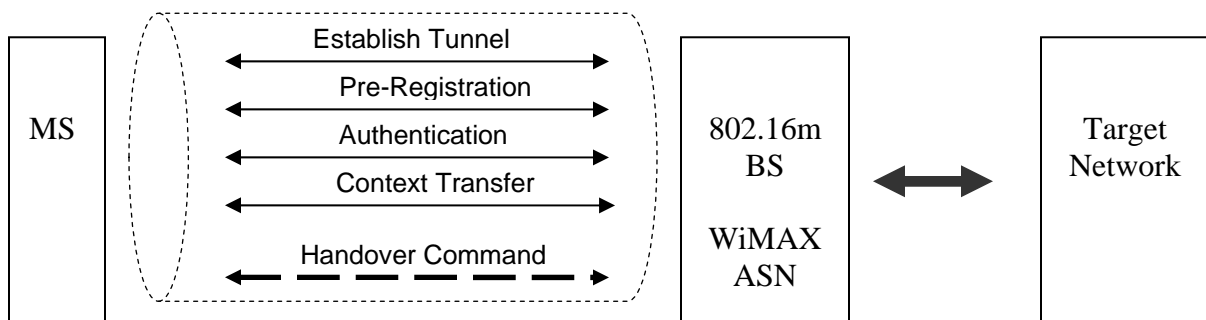 Establish Tunnel
Pre-Registration
Authentication
Context Transfer
Handover Command
MS
802.16m
BS
WiMAX
ASN
Target
Network